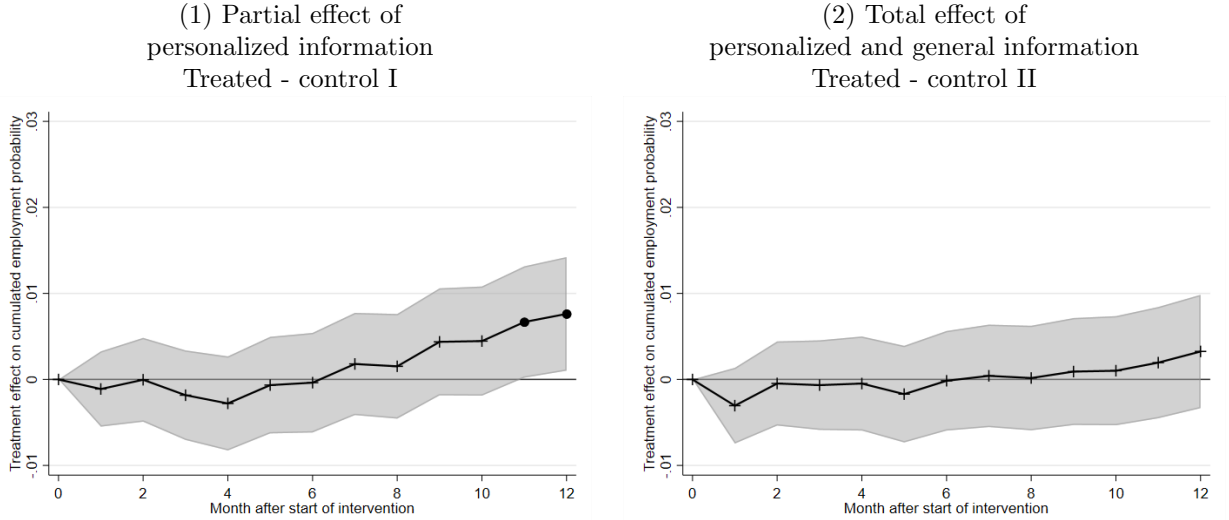 (1) Partial effect of
personalized information
Treated - control I
Treatment effect on cumulated employment probability
.03
.02
.01
0
-.01
0 2 4 6 8 10 12
Month after start of intervention
(2) Total effect of
personalized and general information
Treated - control II
Treatment effect on cumulated employment probability
.03
.02
.01
0
-.01
0 2 4 6 8 10 12
Month after start of intervention